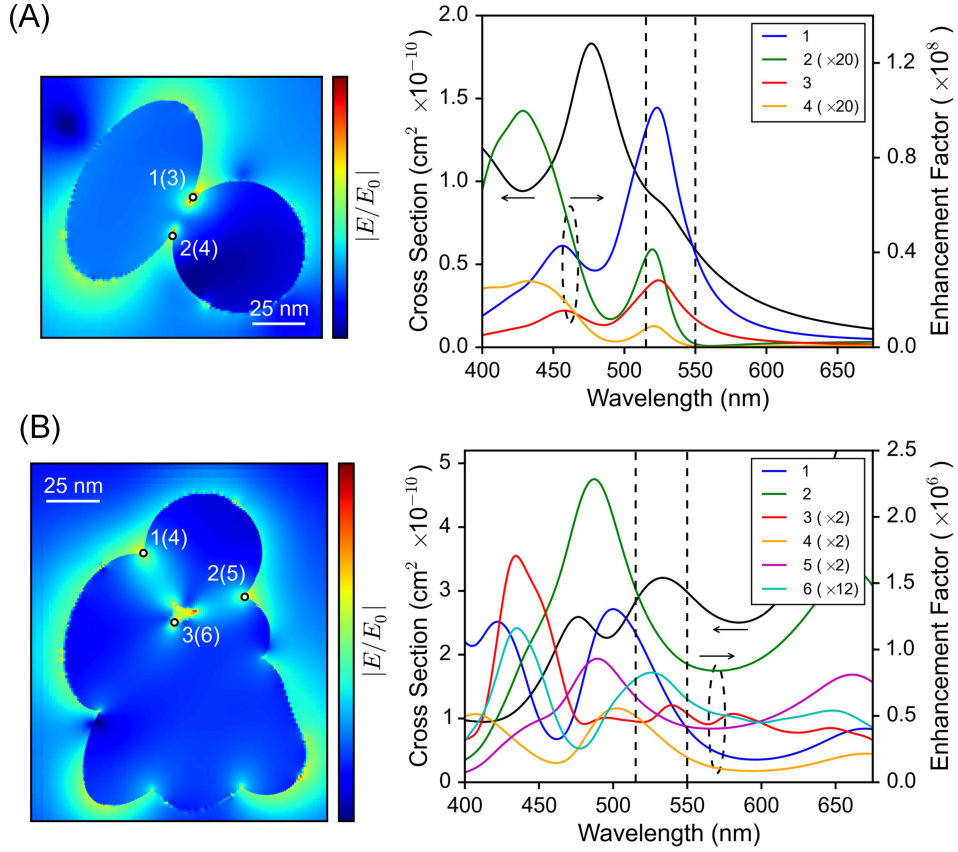 (A)
1(3)
2(4)
25 nm
|E/E₀|
Cross Section (cm² ×10⁻¹⁰)
2.0
1.5
1.0
0.5
0.0
400 450 500 550 600 650
Wavelength (nm)
1
2 (×20)
3
4 (×20)
1.2
0.8
0.4
0.0
Enhancement Factor ( ×10⁸)
(B)
25 nm
1(4)
2(5)
3(6)
|E/E₀|
Cross Section (cm² ×10⁻¹⁰)
5
4
3
2
1
0
400 450 500 550 600 650
Wavelength (nm)
1
2
3 (×2)
4 (×2)
5 (×2)
6 (×12)
2.5
2.0
1.5
1.0
0.5
0.0
Enhancement Factor ( ×10⁶)